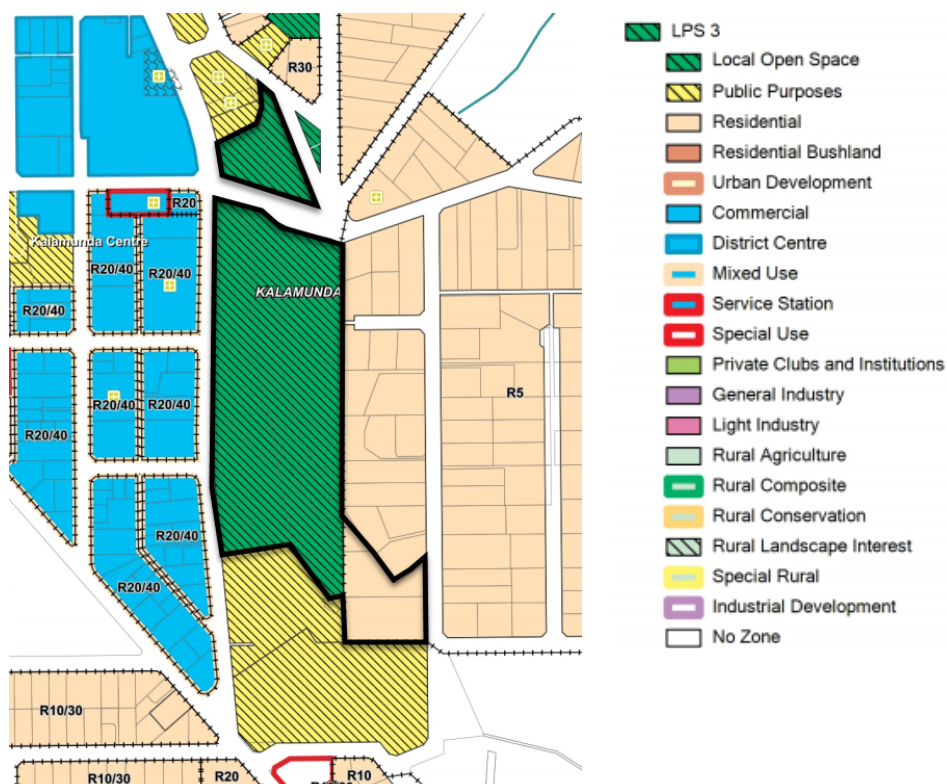 R30
R20
Kalamunda Centre
R20/40
R20/40
KALAMUNDA
R20/40
R5
R20/40
R20/40
R20/40
R20/40
R20/40
R10/30
R10/30
R20
R10
LPS 3
Local Open Space
Public Purposes
Residential
Residential Bushland
Urban Development
Commercial
District Centre
Mixed Use
Service Station
Special Use
Private Clubs and Institutions
General Industry
Light Industry
Rural Agriculture
Rural Composite
Rural Conservation
Rural Landscape Interest
Special Rural
Industrial Development
No Zone